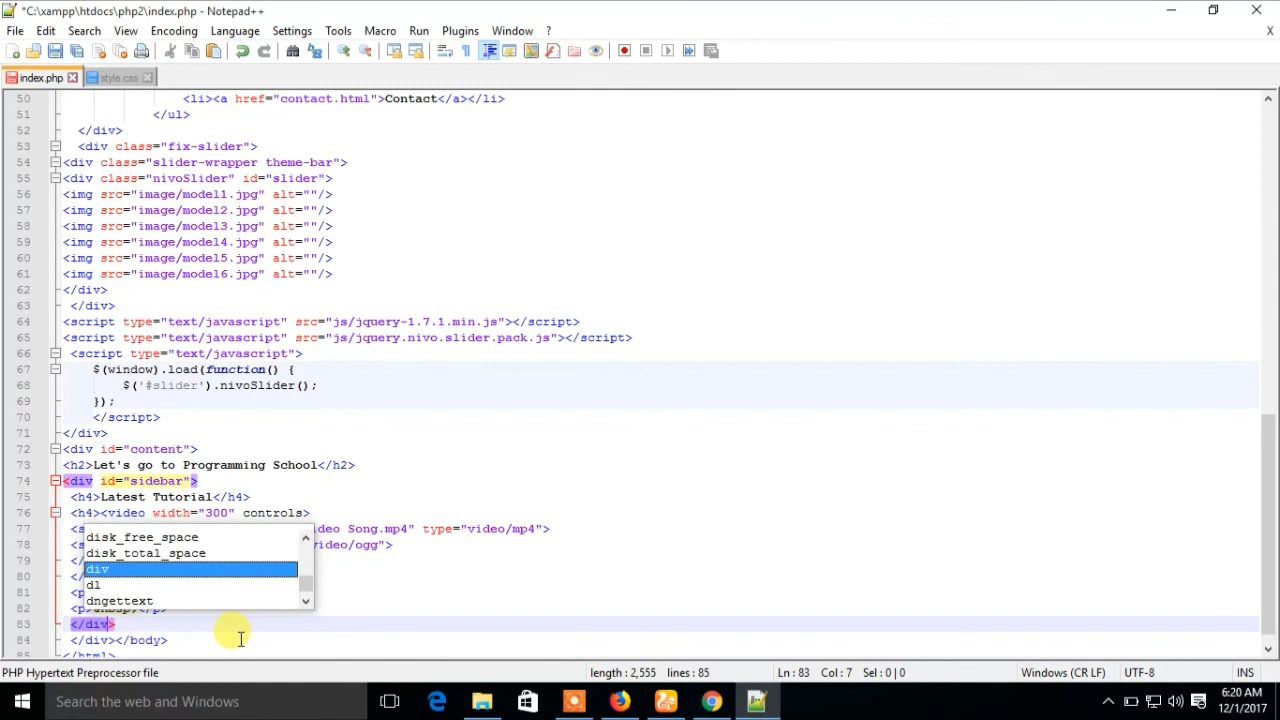 *C:\xampp\htdocs\php2\index.php - Notepad++
File Edit Search View Encoding Language Settings Tools Macro Run Plugins Window ? X
index.php style.css
50 <li><a href="contact.html">Contact</a></li>
51 </ul>
52 </div>
53 <div class="fix-slider">
54 <div class="slider-wrapper theme-bar">
55 <div class="nivoSlider" id="slider">
56 <img src="image/model1.jpg" alt=""/>
57 <img src="image/model2.jpg" alt=""/>
58 <img src="image/model3.jpg" alt=""/>
59 <img src="image/model4.jpg" alt=""/>
60 <img src="image/model5.jpg" alt=""/>
61 <img src="image/model6.jpg" alt=""/>
62 </div>
63 </div>
64 <script type="text/javascript" src="js/jquery-1.7.1.min.js"></script>
65 <script type="text/javascript" src="js/jquery.nivo.slider.pack.js"></script>
66 <script type="text/javascript">
67 $(window).load(function() {
68 $('#slider').nivoSlider();
69 });
70 </script>
71 </div>
72 <div id="content">
73 <h2>Let's go to Programming School</h2>
74 <div id="sidebar">
75 <h4>Latest Tutorial</h4>
76 <h4><video width="300" controls>
77 <s ideo Song.mp4" type="video/mp4">
disk_free_space
78 <s video/ogg">
disk_total_space
79 </
div
80 </
dl
81 <p
dngettext
82 <p </p>
83 </div>
84 </div></body>
85 </html>
PHP Hypertext Preprocessor file length : 2,555 lines : 85 Ln : 83 Col : 7 Sel : 0 | 0 Windows (CR LF) UTF-8 INS
Search the web and Windows
6:20 AM
12/1/2017